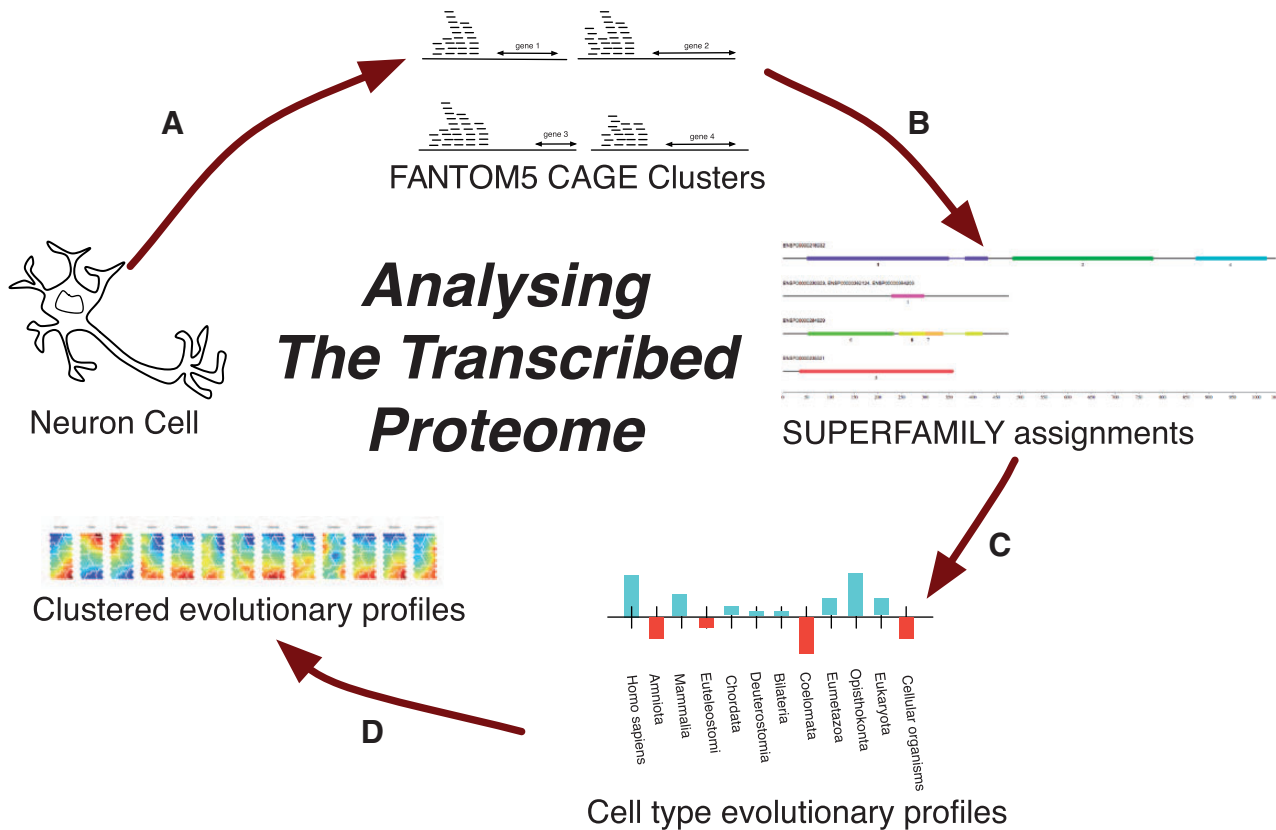 gene 1
gene 2
A
B
gene 3
gene 4
FANTOM5 CAGE Clusters
Analysing
The Transcribed
Proteome
Neuron Cell
SUPERFAMILY assignments
C
Clustered evolutionary profiles
D
Homo sapiens
Amniota
Mammalia
Euteleostomi
Chordata
Deuterostomia
Bilateria
Coelomata
Eumetazoa
Opisthokonta
Eukaryota
Cellular organisms
Cell type evolutionary profiles